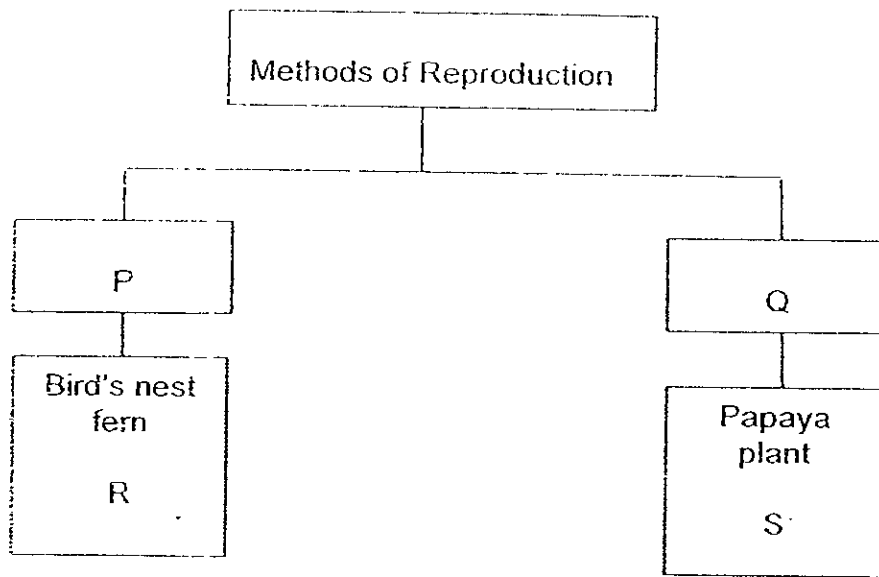 Methods of Reproduction
P
Q
Bird's nest
fern
R
Papaya
plant
S